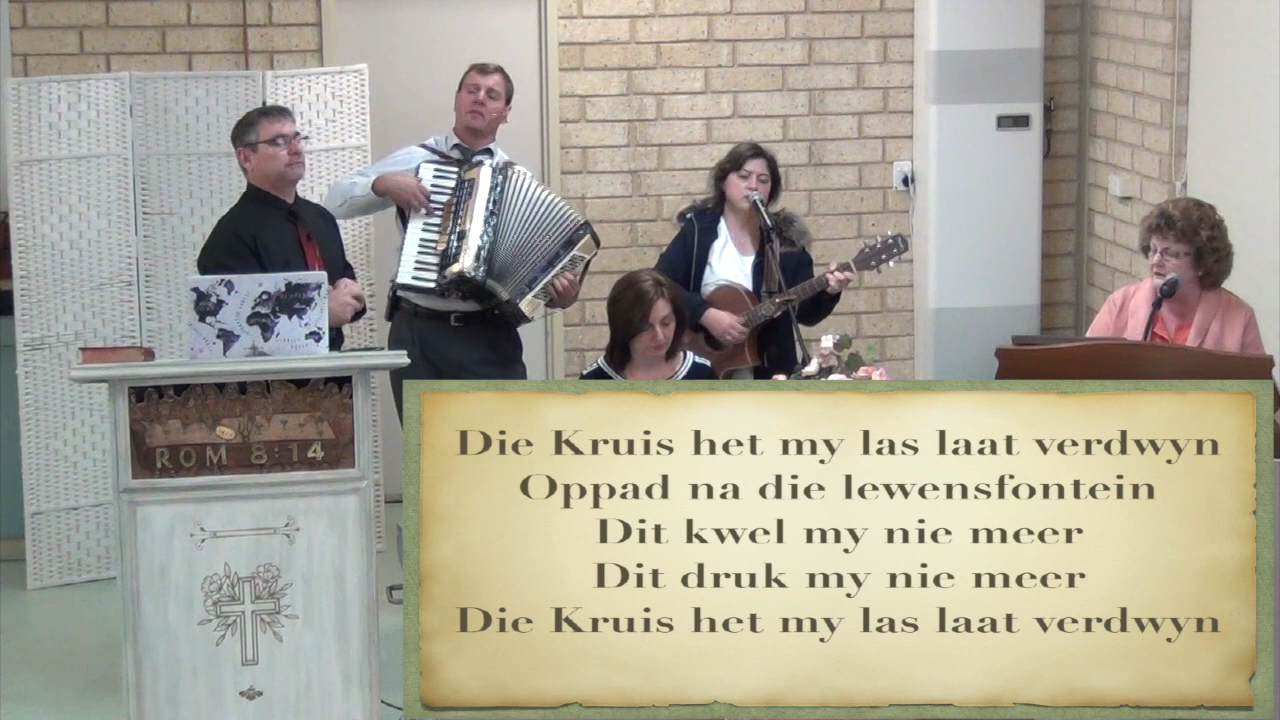 ROM 8:14
Die Kruis het my las laat verdwyn
Oppad na die lewensfontein
Dit kwel my nie meer
Dit druk my nie meer
Die Kruis het my las laat verdwyn